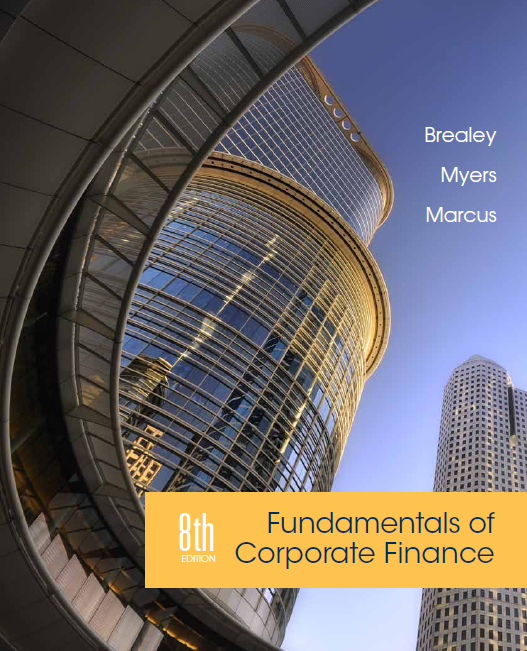 Brealey
Myers
Marcus
8th
EDITION
Fundamentals of
Corporate Finance